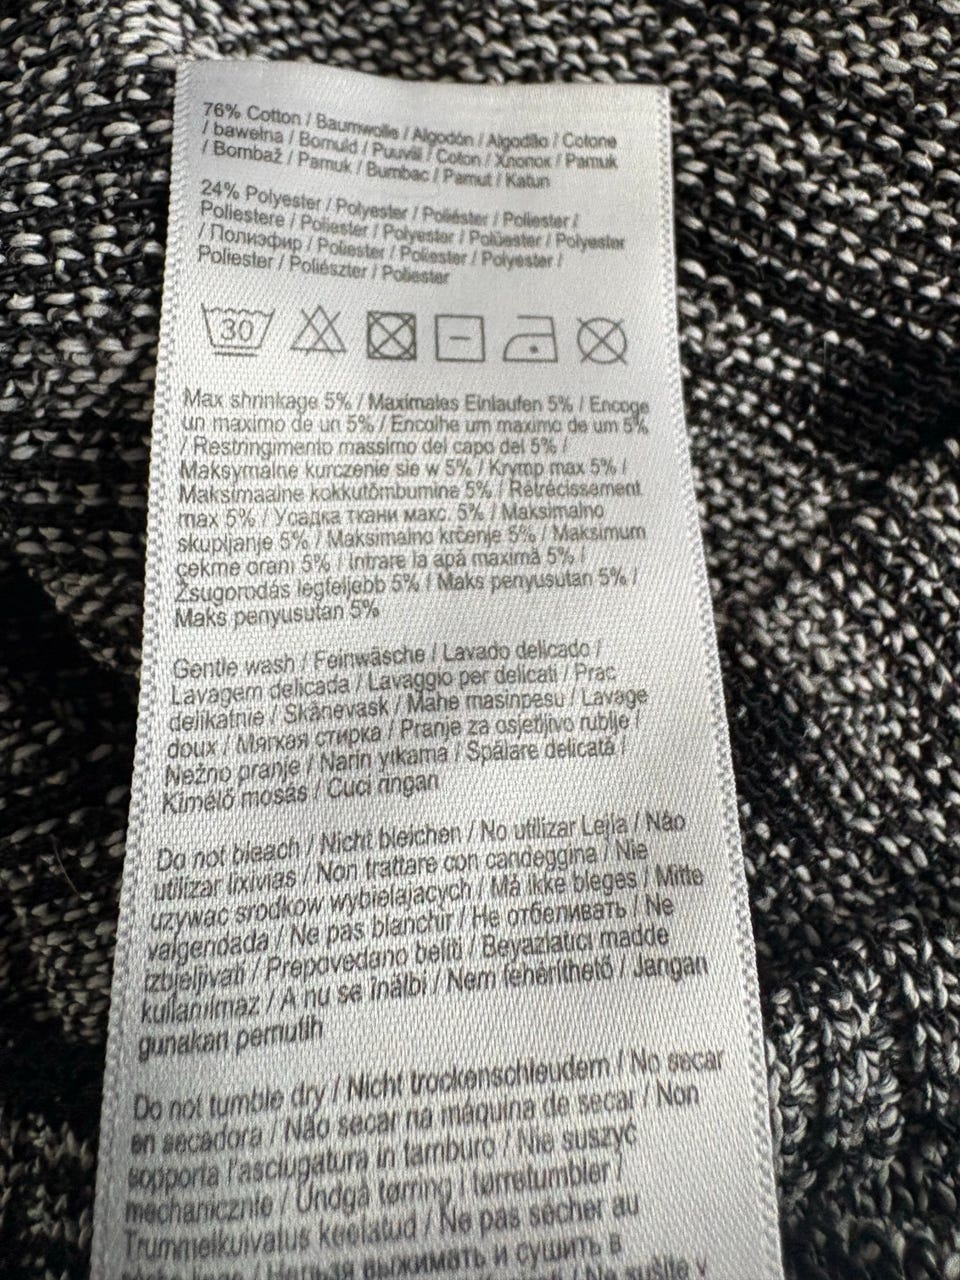 76% Cotton / Baumwolle / Algodón / Algodão / Cotone
/ bawełna / Bomuld / Puuvill / Coton / Хлопок / Pamuk
/ Bombaž / Pamuk / Bumbac / Pamut / Katun
24% Polyester / Polyester / Poliéster / Poliester /
Poliestere / Poliester / Polyester / Polüester / Polyester
/ Полиэфир / Poliester / Poliester / Polyester /
Poliester / Poliészter / Poliester
30
Max shrinkage 5% / Maximales Einlaufen 5% / Encoge
un maximo de un 5% / Encolhe um maximo de um 5%
/ Restringimento massimo del capo del 5% /
Maksymalne kurczenie sie w 5% / Krymp max 5% /
Maksimaalne kokkutõmbumine 5% / Rétrécissement
max 5% / Усадка ткани макс. 5% / Maksimalno
skupljanje 5% / Maksimalno krčenje 5% / Maksimum
çekme oranı 5% / Intrare la apă maximă 5% /
Zsugorodás legfeljebb 5% / Maks penyusutan 5% /
Maks penyusutan 5%
Gentle wash / Feinwäsche / Lavado delicado /
Lavagem delicada / Lavaggio per delicati / Prac
delikatnie / Skånevask / Mahe masinpesu / Lavage
doux / Мягкая стирка / Pranje za osjetljivo rublje /
Nežno pranje / Narin yıkama / Spălare delicată /
Kímélő mosás / Cuci ringan
Do not bleach / Nicht bleichen / No utilizar Lejía / Não
utilizar lixívias / Non trattare con candeggina / Nie
uzywac srodkow wybielajacych / Må ikke bleges / Mitte
valgendada / Ne pas blanchir / Не отбеливать / Ne
izbjeljivati / Prepovedano beliti / Beyazlatıcı madde
kullanılmaz / A nu se înălbi / Nem fehéríthető / Jangan
gunakan pemutih
Do not tumble dry / Nicht trockenschleudern / No secar
en secadora / Não secar na máquina de secar / Non
sopporta l'asciugatura in tamburo / Nie suszyć
mechanicznie / Undgå tørring i tørretumbler /
Trummelkuivatus keelatud / Ne pas sécher au
Нельзя выжимать и сушить в
/ Ne sušite v